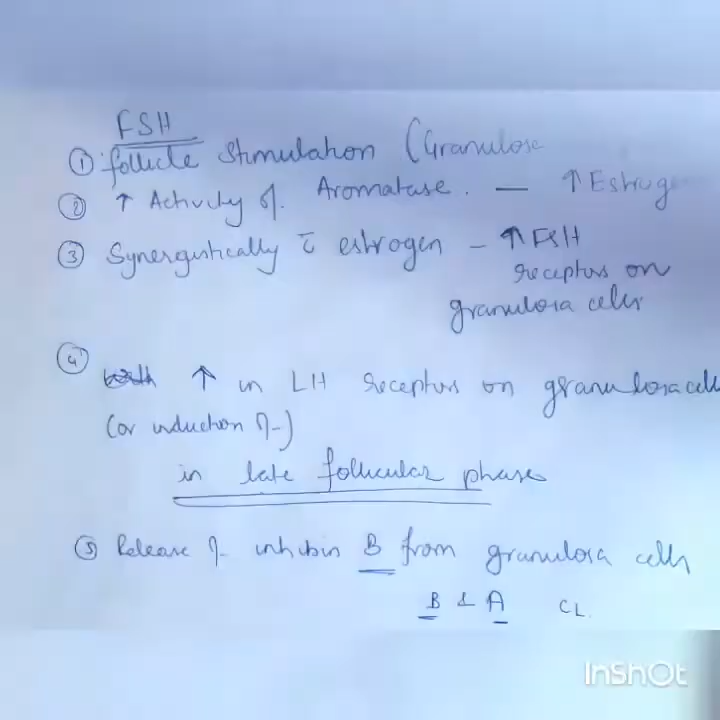 FSH
① follicle stimulation (Granulose
② ↑ Activity of Aromatase. — ↑ Estrog
③ Synergistically c̄ estrogen - ↑ FSH
receptors on
granulosa cells
④ ↑ in LH receptors on granulosa cells
(or induction of)
in late follicular phase
⑤ Release of inhibin B from granulosa cells
B & A CL.
InShOt